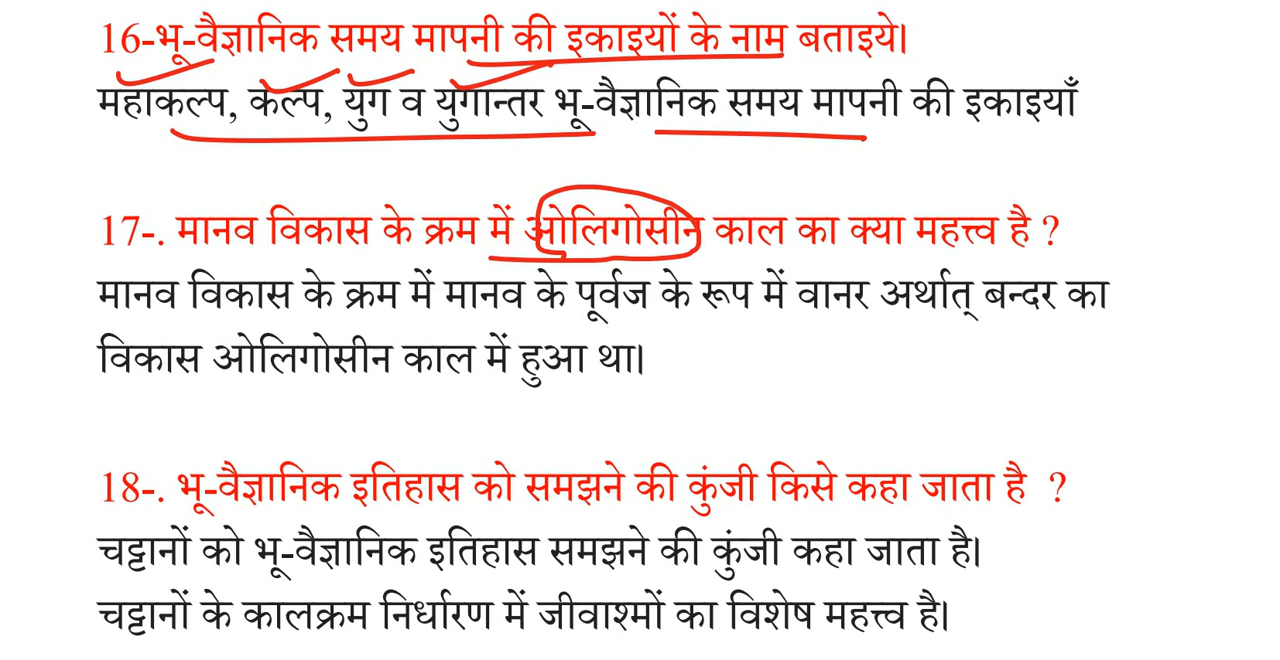 16-भू-वैज्ञानिक समय मापनी की इकाइयों के नाम बताइये।
महाकल्प, कल्प, युग व युगान्तर भू-वैज्ञानिक समय मापनी की इकाइयाँ
17-. मानव विकास के क्रम में ओलिगोसीन काल का क्या महत्त्व है ?
मानव विकास के क्रम में मानव के पूर्वज के रूप में वानर अर्थात् बन्दर का
विकास ओलिगोसीन काल में हुआ था।
18-. भू-वैज्ञानिक इतिहास को समझने की कुंजी किसे कहा जाता है ?
चट्टानों को भू-वैज्ञानिक इतिहास समझने की कुंजी कहा जाता है।
चट्टानों के कालक्रम निर्धारण में जीवाश्मों का विशेष महत्त्व है।